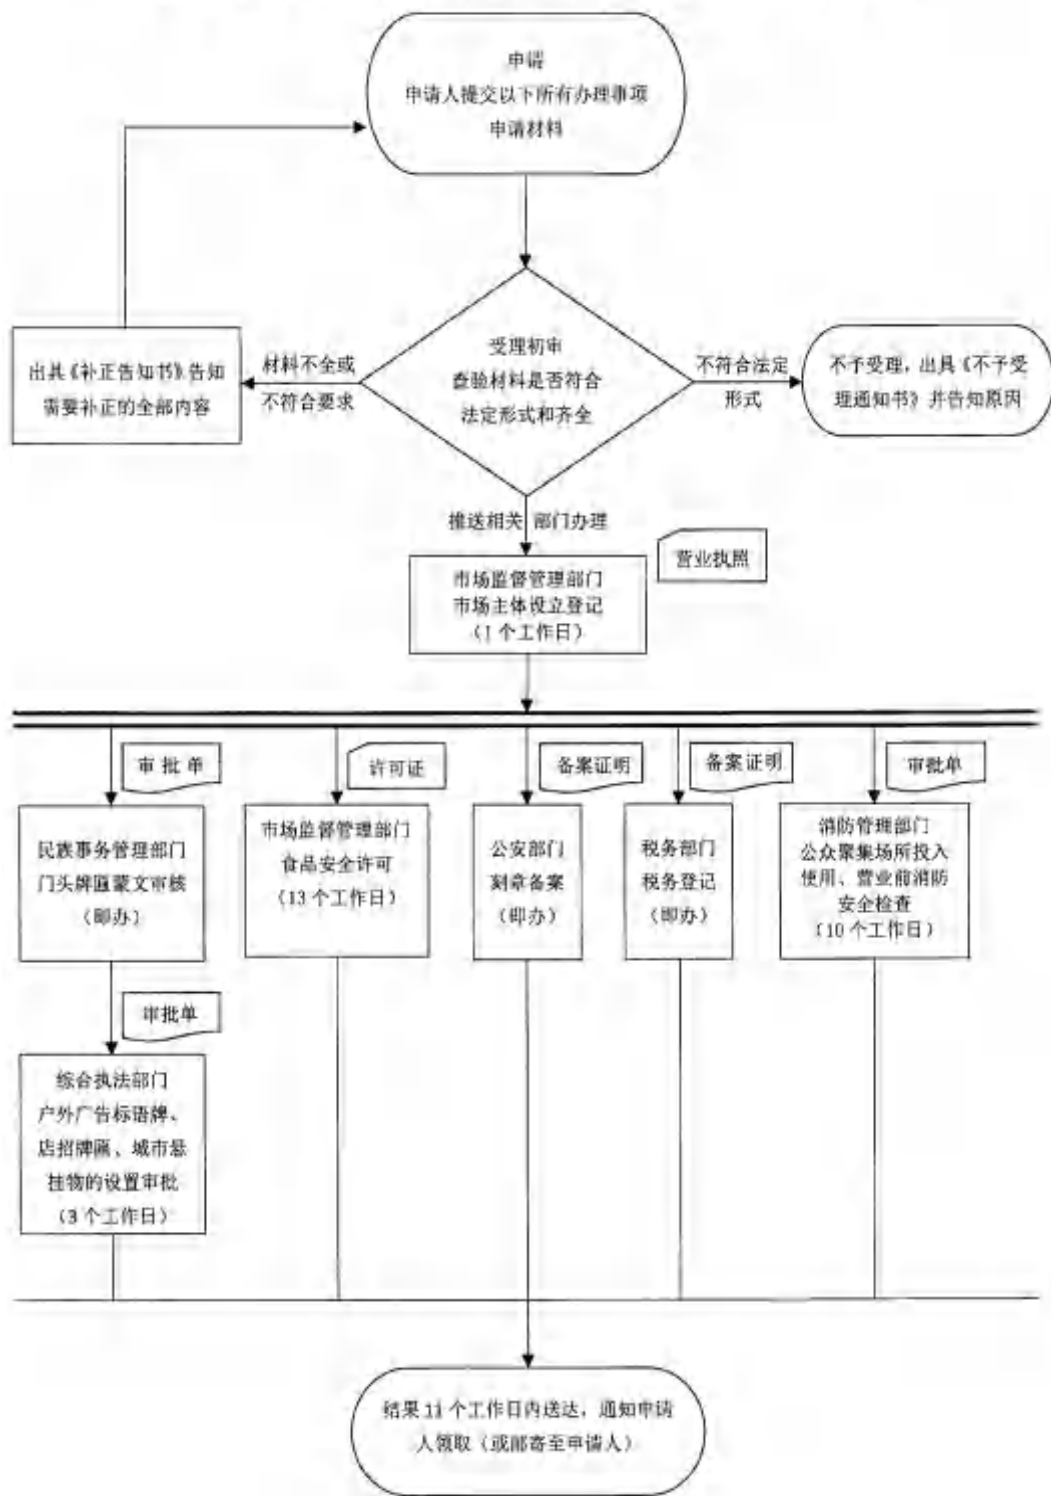 申请
申请人提交以下所有办理事项
申请材料
受理初审
查验材料是否符合
法定形式和齐全
材料不全或
不符合要求
出具《补正告知书》告知
需要补正的全部内容
不符合法定
形式
不予受理，出具《不予受
理通知书》并告知原因
推送相关 部门办理
营业执照
市场监督管理部门
市场主体设立登记
（1个工作日）
审批单
许可证
备案证明
备案证明
审批单
民族事务管理部门
门头牌匾蒙文审核
（即办）
市场监督管理部门
食品安全许可
（13个工作日）
公安部门
刻章备案
（即办）
税务部门
税务登记
（即办）
消防管理部门
公众聚集场所投入
使用、营业前消防
安全检查
（10个工作日）
审批单
综合执法部门
户外广告标语牌、
店招牌匾、城市悬
挂物的设置审批
（3个工作日）
结果11个工作日内送达，通知申请
人领取（或邮寄至申请人）